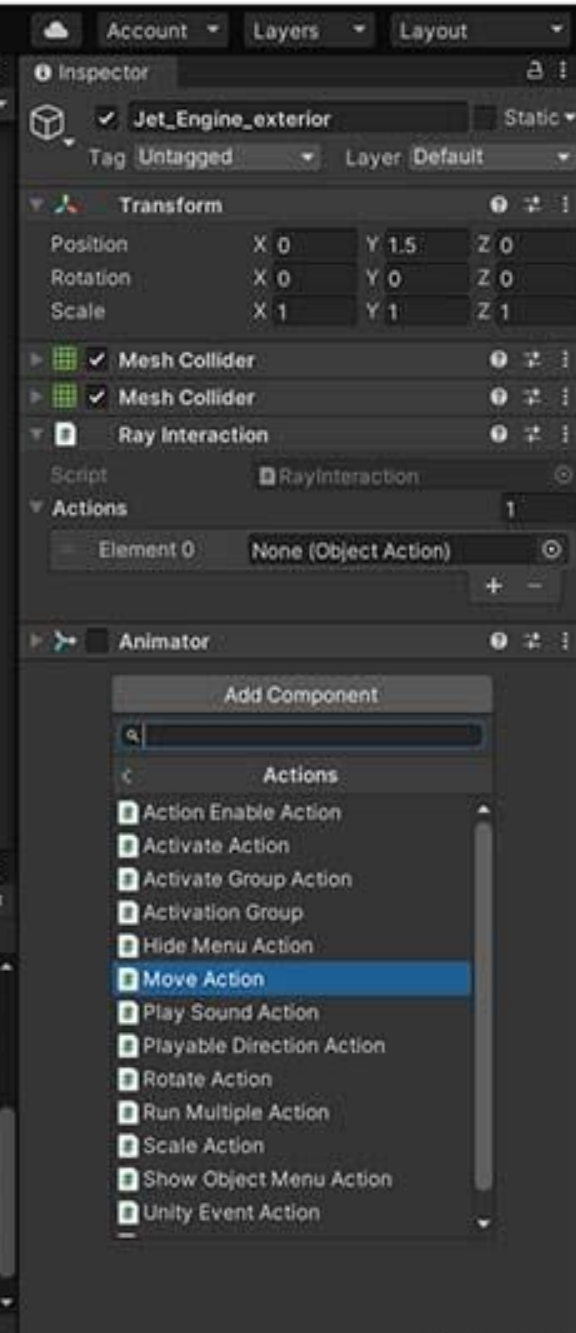 Account Layers Layout
Inspector
Jet_Engine_exterior Static
Tag Untagged Layer Default
Transform
Position X 0 Y 1.5 Z 0
Rotation X 0 Y 0 Z 0
Scale X 1 Y 1 Z 1
Mesh Collider
Mesh Collider
Ray Interaction
Script RayInteraction
Actions 1
Element 0 None (Object Action)
+ −
Animator
Add Component
Actions
Action Enable Action
Activate Action
Activate Group Action
Activation Group
Hide Menu Action
Move Action
Play Sound Action
Playable Direction Action
Rotate Action
Run Multiple Action
Scale Action
Show Object Menu Action
Unity Event Action